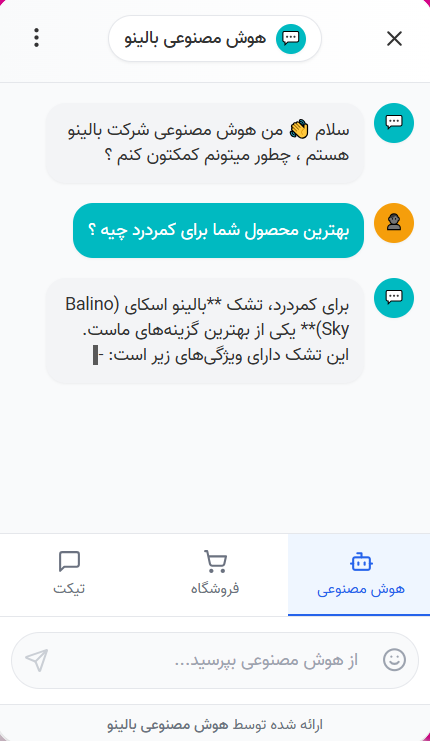 هوش مصنوعی بالینو
سلام 👏 من هوش مصنوعی شرکت بالینو
هستم ، چطور میتونم کمکتون کنم ؟
بهترین محصول شما برای کمردرد چیه ؟
برای کمردرد، تشک **بالینو اسکای (Balino
Sky)** یکی از بهترین گزینه‌های ماست.
این تشک دارای ویژگی‌های زیر است: -
هوش مصنوعی
فروشگاه
تیکت
از هوش مصنوعی بپرسید...
ارائه شده توسط هوش مصنوعی بالینو